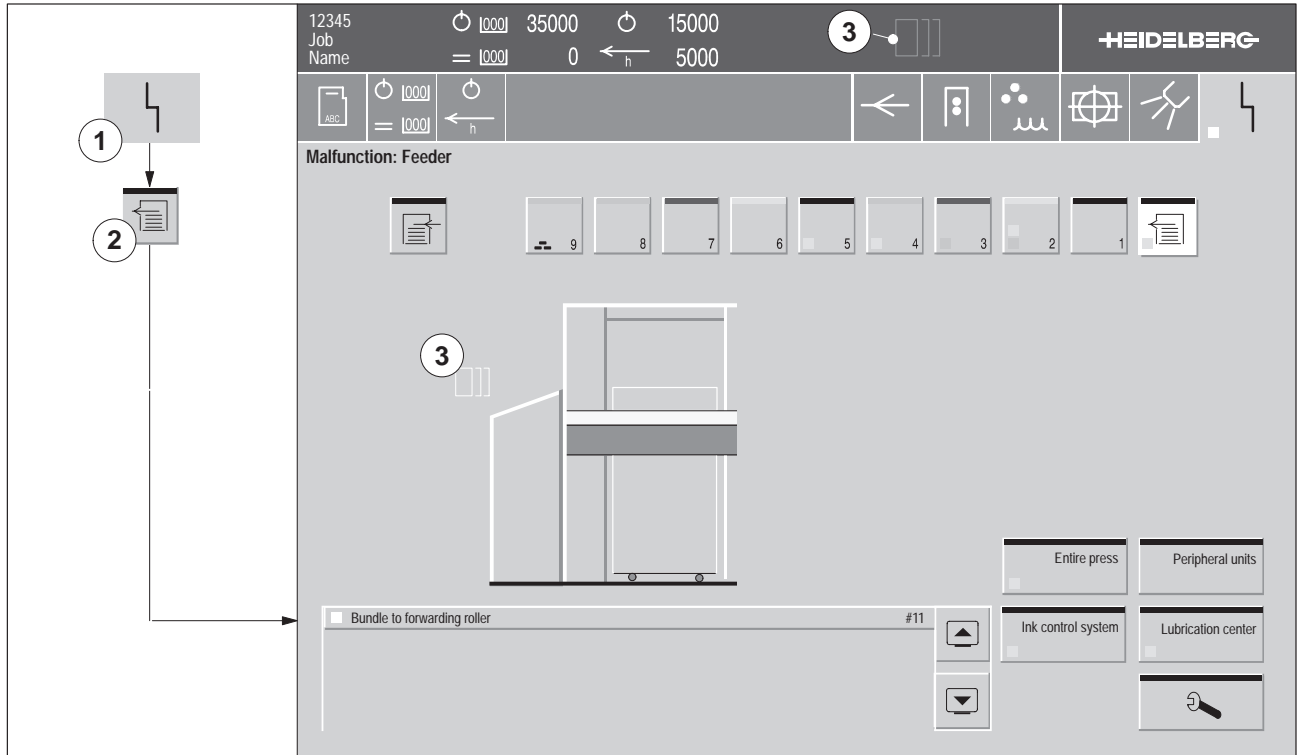 12345
Job
Name
000 35000 15000
000 0 h 5000
3
HEIDELBERG
ABC
000
000
h
1
2
Malfunction: Feeder
9 8 7 6 5 4 3 2 1
3
Entire press
Peripheral units
Bundle to forwarding roller #11
Ink control system
Lubrication center